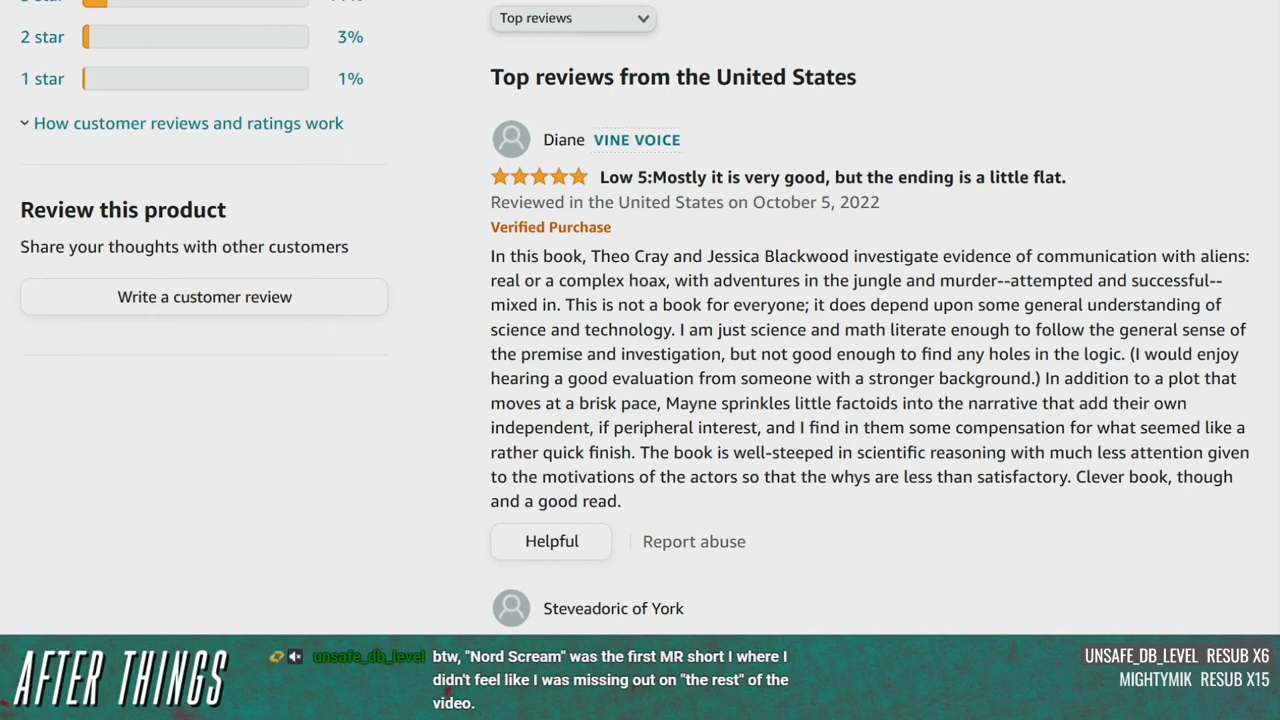 Top reviews
2 star 3%
1 star 1%
How customer reviews and ratings work
Review this product
Share your thoughts with other customers
Write a customer review
Top reviews from the United States
Diane VINE VOICE
Low 5:Mostly it is very good, but the ending is a little flat.
Reviewed in the United States on October 5, 2022
Verified Purchase
In this book, Theo Cray and Jessica Blackwood investigate evidence of communication with aliens:
real or a complex hoax, with adventures in the jungle and murder--attempted and successful--
mixed in. This is not a book for everyone; it does depend upon some general understanding of
science and technology. I am just science and math literate enough to follow the general sense of
the premise and investigation, but not good enough to find any holes in the logic. (I would enjoy
hearing a good evaluation from someone with a stronger background.) In addition to a plot that
moves at a brisk pace, Mayne sprinkles little factoids into the narrative that add their own
independent, if peripheral interest, and I find in them some compensation for what seemed like a
rather quick finish. The book is well-steeped in scientific reasoning with much less attention given
to the motivations of the actors so that the whys are less than satisfactory. Clever book, though
and a good read.
Helpful
Report abuse
Steveadoric of York
AFTER THINGS
unsafe_db_level btw, "Nord Scream" was the first MR short I where I
didn't feel like I was missing out on "the rest" of the
video.
UNSAFE_DB_LEVEL RESUB X6
MIGHTYMIK RESUB X15